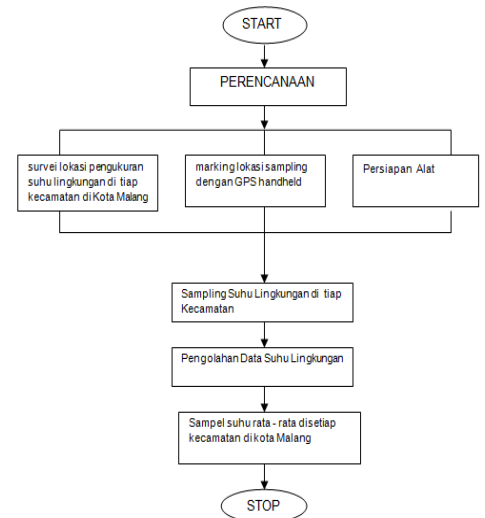 START
PERENCANAAN
survei lokasi pengukuran
suhu lingkungan di tiap
kecamatan di Kota Malang
marking lokasi sampling
dengan GPS handheld
Persiapan Alat
Sampling Suhu Lingkungan di tiap
Kecamatan
Pengolahan Data Suhu Lingkungan
Sampel suhu rata - rata disetiap
kecamatan di kota Malang
STOP